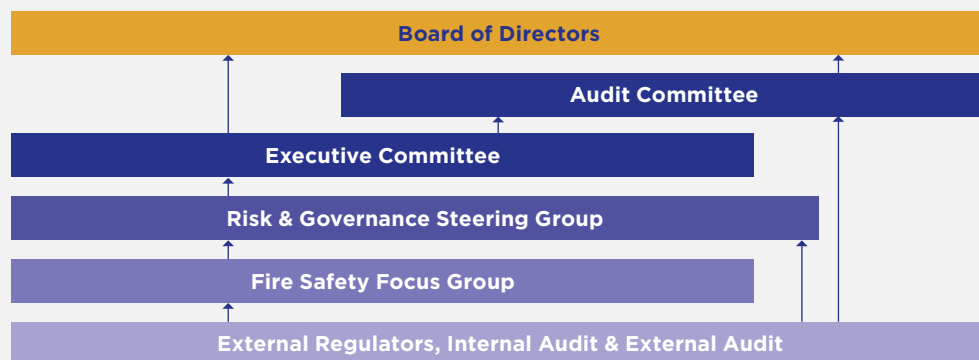 Board of Directors
Audit Committee
Executive Committee
Risk & Governance Steering Group
Fire Safety Focus Group
External Regulators, Internal Audit & External Audit